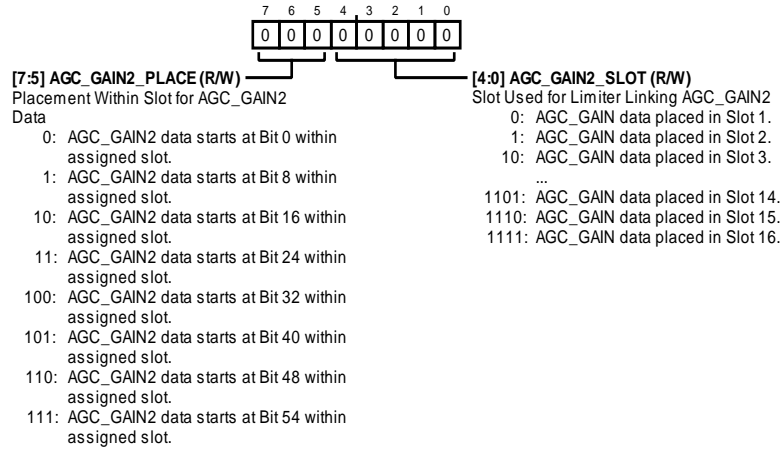 7 6 5 4 3 2 1 0
0 0 0 0 0 0 0 0
[7:5] AGC_GAIN2_PLACE (R/W)
Placement Within Slot for AGC_GAIN2
Data
0: AGC_GAIN2 data starts at Bit 0 within
assigned slot.
1: AGC_GAIN2 data starts at Bit 8 within
assigned slot.
10: AGC_GAIN2 data starts at Bit 16 within
assigned slot.
11: AGC_GAIN2 data starts at Bit 24 within
assigned slot.
100: AGC_GAIN2 data starts at Bit 32 within
assigned slot.
101: AGC_GAIN2 data starts at Bit 40 within
assigned slot.
110: AGC_GAIN2 data starts at Bit 48 within
assigned slot.
111: AGC_GAIN2 data starts at Bit 54 within
assigned slot.
[4:0] AGC_GAIN2_SLOT (R/W)
Slot Used for Limiter Linking AGC_GAIN2
0: AGC_GAIN data placed in Slot 1.
1: AGC_GAIN data placed in Slot 2.
10: AGC_GAIN data placed in Slot 3.
...
1101: AGC_GAIN data placed in Slot 14.
1110: AGC_GAIN data placed in Slot 15.
1111: AGC_GAIN data placed in Slot 16.